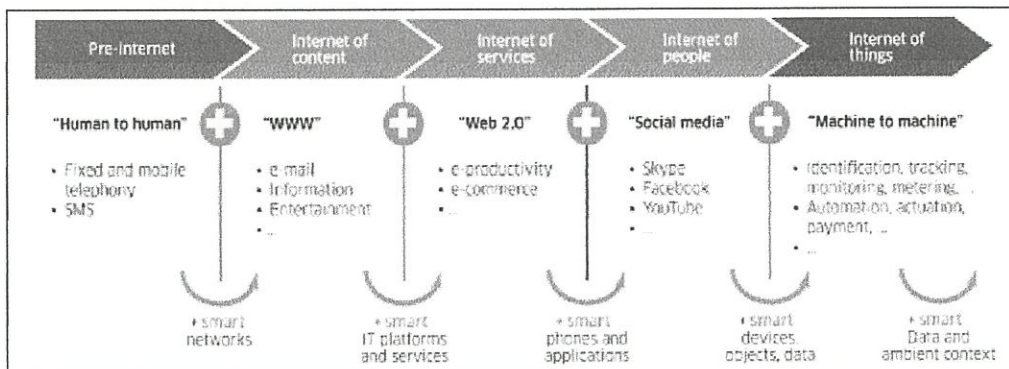 Pre-internet
Internet of
content
Internet of
services
Internet of
people
Internet of
things
"Human to human"
• Fixed and mobile
telephony
• SMS
"WWW"
• e-mail
• Information
• Entertainment
• ...
"Web 2.0"
• e-productivity
• e-commerce
• ...
"Social media"
• Skype
• Facebook
• YouTube
• ...
"Machine to machine"
• Identification, tracking,
monitoring, metering, ...
• Automation, actuation,
payment, ...
• ...
+ smart
networks
+ smart
IT platforms
and services
+ smart
phones and
applications
+ smart
devices,
objects, data
+ smart
Data and
ambient context